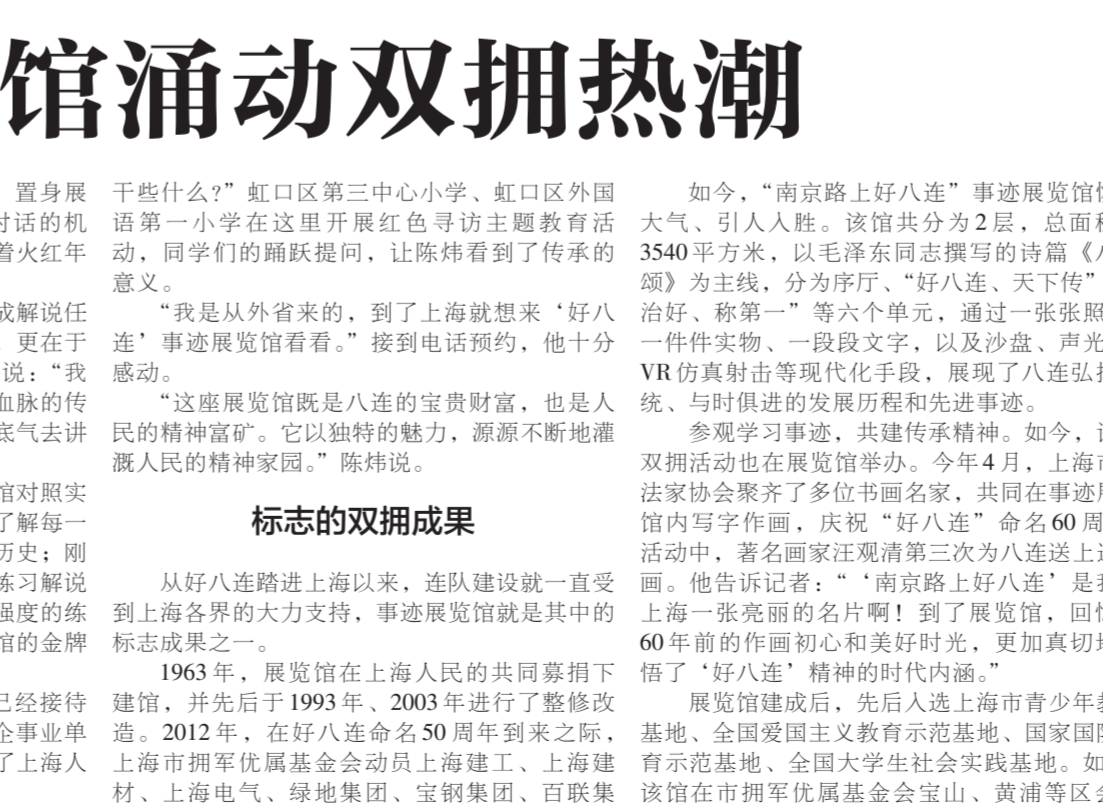 馆涌动双拥热潮
置身展
对话的机
着火红年
成解说任
更在于
说：“我
血脉的传
底气去讲
馆对照实
了解每一
历史；刚
练习解说
强度的练
馆的金牌
已经接待
企事业单
了上海人
干些什么？”虹口区第三中心小学、虹口区外国
语第一小学在这里开展红色寻访主题教育活
动，同学们的踊跃提问，让陈炜看到了传承的
意义。
“我是从外省来的，到了上海就想来‘好八
连’事迹展览馆看看。”接到电话预约，他十分
感动。
“这座展览馆既是八连的宝贵财富，也是人
民的精神富矿。它以独特的魅力，源源不断地灌
溉人民的精神家园。”陈炜说。
标志的双拥成果
从好八连踏进上海以来，连队建设就一直受
到上海各界的大力支持，事迹展览馆就是其中的
标志成果之一。
1963年，展览馆在上海人民的共同募捐下
建馆，并先后于1993年、2003年进行了整修改
造。2012年，在好八连命名50周年到来之际，
上海市拥军优属基金会动员上海建工、上海建
材、上海电气、绿地集团、宝钢集团、百联集
如今，“南京路上好八连”事迹展览馆
大气、引人入胜。该馆共分为2层，总面
3540平方米，以毛泽东同志撰写的诗篇《
颂》为主线，分为序厅、“好八连、天下传”
治好、称第一”等六个单元，通过一张张照
一件件实物、一段段文字，以及沙盘、声光
VR仿真射击等现代化手段，展现了八连弘
统、与时俱进的发展历程和先进事迹。
参观学习事迹，共建传承精神。如今，
双拥活动也在展览馆举办。今年4月，上海
法家协会聚齐了多位书画名家，共同在事迹
馆内写字作画，庆祝“好八连”命名60周
活动中，著名画家汪观清第三次为八连送上
画。他告诉记者：“‘南京路上好八连’是
上海一张亮丽的名片啊！到了展览馆，回
60年前的作画初心和美好时光，更加真切
悟了‘好八连’精神的时代内涵。”
展览馆建成后，先后入选上海市青少年
基地、全国爱国主义教育示范基地、国家国
育示范基地、全国大学生社会实践基地。如
该馆在市拥军优属基金会宝山、黄浦等区